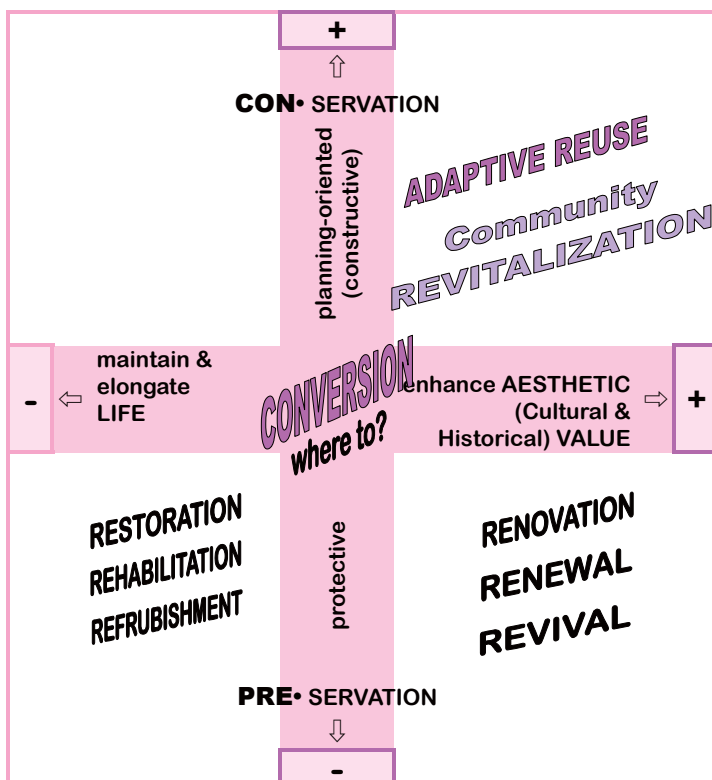 +
⇧
CON• SERVATION
planning-oriented
(constructive)
ADAPTIVE REUSE
Community
REVITALIZATION
-
⇦
maintain &
elongate
LIFE
CONVERSION
where to?
enhance AESTHETIC
(Cultural &
Historical) VALUE
⇨
+
RESTORATION
REHABILITATION
REFRUBISHMENT
protective
RENOVATION
RENEWAL
REVIVAL
PRE• SERVATION
⇩
-